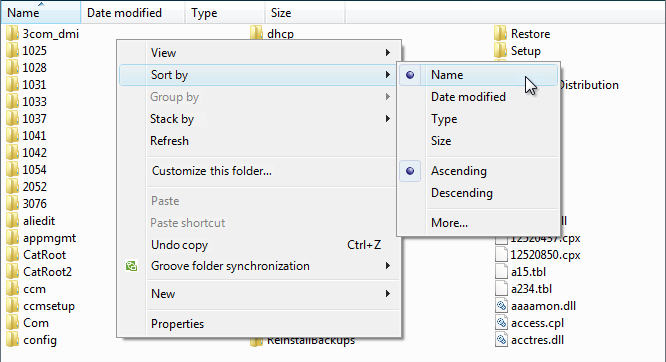 Name
Date modified
Type
Size
3com_dmi
1025
1028
1031
1033
1037
1041
1042
1054
2052
3076
aliedit
appmgmt
CatRoot
CatRoot2
ccm
ccmsetup
Com
config
dhcp
ReinstallBackups
View
Sort by
Group by
Stack by
Refresh
Customize this folder...
Paste
Paste shortcut
Undo copy Ctrl+Z
Groove folder synchronization
New
Properties
Name
Date modified
Type
Size
Ascending
Descending
More...
Restore
Setup
Distribution
12520437.cpx
12520850.cpx
a15.tbl
a234.tbl
aaaamon.dll
access.cpl
acctres.dll